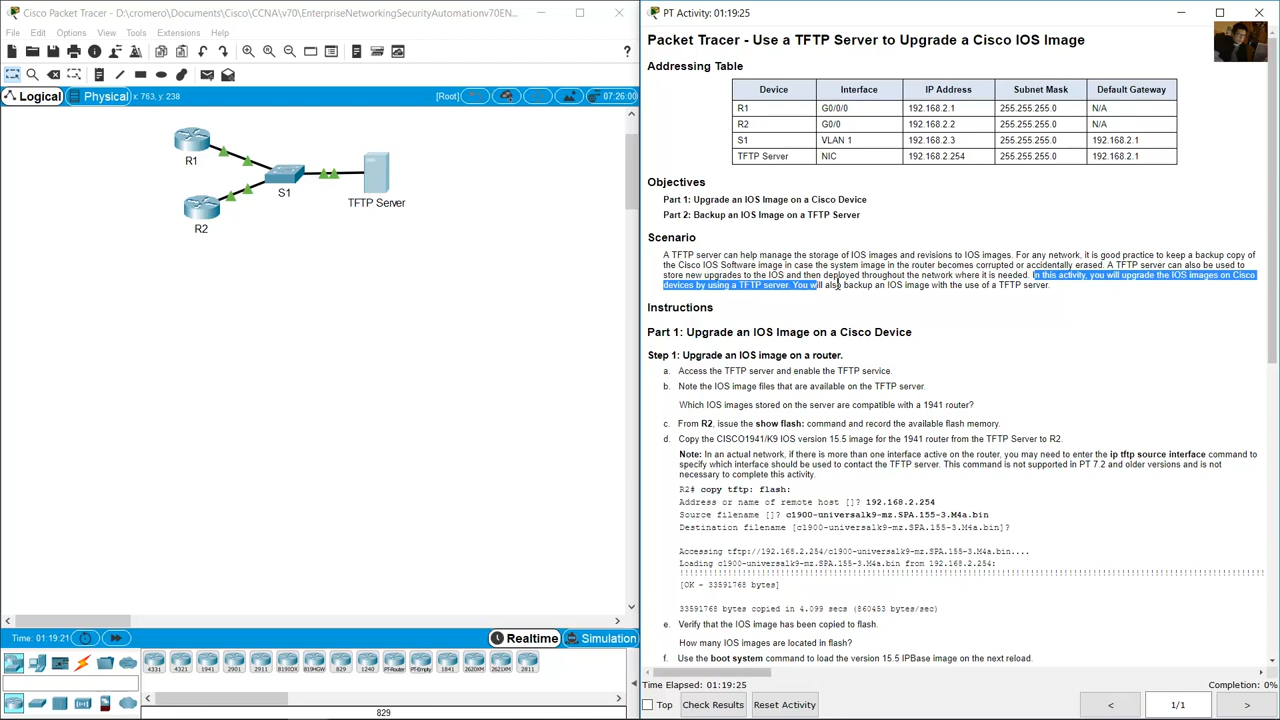 Cisco Packet Tracer - C:\Users\cromero\Documents\Cisco\CCNA\v70\EnterpriseNetworkingSecurityAutomationv70EN...
File Edit Options View Tools Extensions Help
?
Logical Physical x: 763, y: 238 [Root] 07:26:00
R1
R2
S1
TFTP Server
Time: 01:19:21 Realtime Simulation
4331 4321 1941 2901 2911 819IOX 819HGW 829 1240 PT-Router PT-Empty 1841 2620XM 2621XM 2811
829
PT Activity: 01:19:25
Packet Tracer - Use a TFTP Server to Upgrade a Cisco IOS Image
Addressing Table
Device Interface IP Address Subnet Mask Default Gateway
R1 G0/0/0 192.168.2.1 255.255.255.0 N/A
R2 G0/0 192.168.2.2 255.255.255.0 N/A
S1 VLAN 1 192.168.2.3 255.255.255.0 192.168.2.1
TFTP Server NIC 192.168.2.254 255.255.255.0 192.168.2.1
Objectives
Part 1: Upgrade an IOS Image on a Cisco Device
Part 2: Backup an IOS Image on a TFTP Server
Scenario
A TFTP server can help manage the storage of IOS images and revisions to IOS images. For any network, it is good practice to keep a backup copy of
the Cisco IOS Software image in case the system image in the router becomes corrupted or accidentally erased. A TFTP server can also be used to
store new upgrades to the IOS and then deployed throughout the network where it is needed. In this activity, you will upgrade the IOS images on Cisco
devices by using a TFTP server. You will also backup an IOS image with the use of a TFTP server.
Instructions
Part 1: Upgrade an IOS Image on a Cisco Device
Step 1: Upgrade an IOS image on a router.
a. Access the TFTP server and enable the TFTP service.
b. Note the IOS image files that are available on the TFTP server.
Which IOS images stored on the server are compatible with a 1941 router?
c. From R2, issue the show flash: command and record the available flash memory.
d. Copy the CISCO1941/K9 IOS version 15.5 image for the 1941 router from the TFTP Server to R2.
Note: In an actual network, if there is more than one interface active on the router, you may need to enter the ip tftp source interface command to
specify which interface should be used to contact the TFTP server. This command is not supported in PT 7.2 and older versions and is not
necessary to complete this activity.
R2# copy tftp: flash:
Address or name of remote host []? 192.168.2.254
Source filename []? c1900-universalk9-mz.SPA.155-3.M4a.bin
Destination filename [c1900-universalk9-mz.SPA.155-3.M4a.bin]?
Accessing tftp://192.168.2.254/c1900-universalk9-mz.SPA.155-3.M4a.bin....
Loading c1900-universalk9-mz.SPA.155-3.M4a.bin from 192.168.2.254:
!!!!!!!!!!!!!!!!!!!!!!!!!!!!!!!!!!!!!!!!!!!!!!!!!!!!!!!!!!!!!!!!!!!!!!!!!!!!!!!!!!!!!!!!!!!!!!!!!!
[OK - 33591768 bytes]
33591768 bytes copied in 4.099 secs (860453 bytes/sec)
e. Verify that the IOS image has been copied to flash.
How many IOS images are located in flash?
f. Use the boot system command to load the version 15.5 IPBase image on the next reload.
Time Elapsed: 01:19:25 Completion: 0%
Top Check Results Reset Activity < 1/1 >